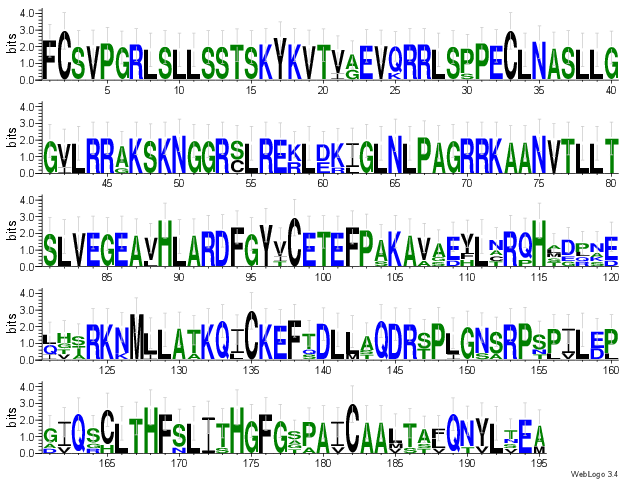 4.0
3.0
2.0
1.0
0.0
bits
FCSVPGRLSLLSSTSKYKVTVAEVQRRLSPPECLNASLLG
5 10 15 20 25 30 35 40
4.0
3.0
2.0
1.0
0.0
bits
GVLRRAKSKNGGRSLREKLDKIGLNLPAGRRKAANVTLLT
45 50 55 60 65 70 75 80
4.0
3.0
2.0
1.0
0.0
bits
SLVEGEAVHLARDFGYVCETEFPAKAVAEYLNRQH DPNE
85 90 95 100 105 110 115 120
4.0
3.0
2.0
1.0
0.0
bits
LHSRKNMLLATKQICKEFTDL AQDRSPLGNSRPSPILEP
125 130 135 140 145 150 155 160
4.0
3.0
2.0
1.0
0.0
bits
GIQSCLTHFSLITHGFGSPAICAA TAFQNYLTEA
165 170 175 180 185 190 195
WebLogo 3.4